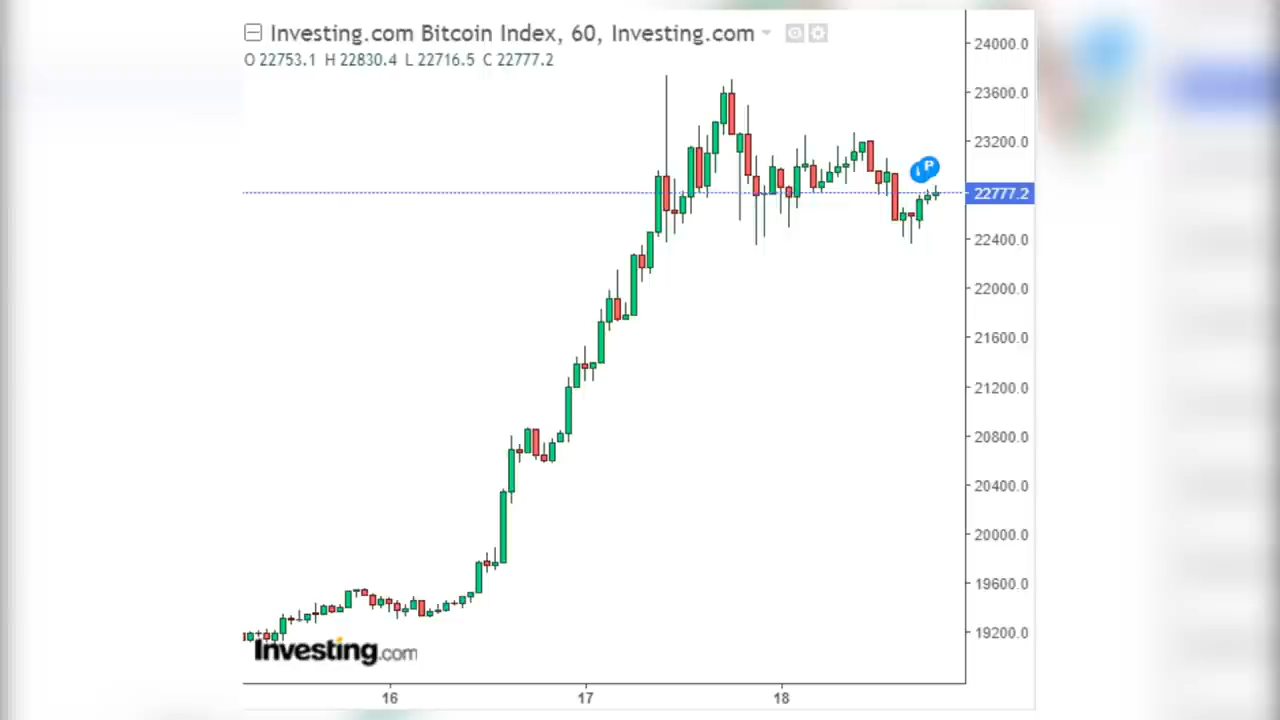 Investing.com Bitcoin Index, 60, Investing.com
O 22753.1 H 22830.4 L 22716.5 C 22777.2
24000.0
23600.0
23200.0
P
22777.2
22400.0
22000.0
21600.0
21200.0
20800.0
20400.0
20000.0
19600.0
19200.0
Investing.com
16 17 18